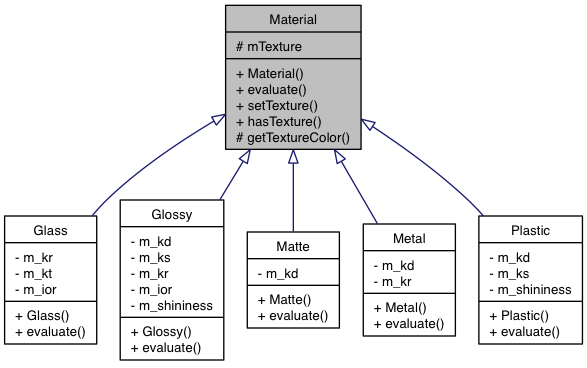 Material
# mTexture
+ Material()
+ evaluate()
+ setTexture()
+ hasTexture()
# getTextureColor()
Glass
- m_kr
- m_kt
- m_ior
+ Glass()
+ evaluate()
Glossy
- m_kd
- m_ks
- m_kr
- m_ior
- m_shininess
+ Glossy()
+ evaluate()
Matte
- m_kd
+ Matte()
+ evaluate()
Metal
- m_kd
- m_kr
+ Metal()
+ evaluate()
Plastic
- m_kd
- m_ks
- m_shininess
+ Plastic()
+ evaluate()